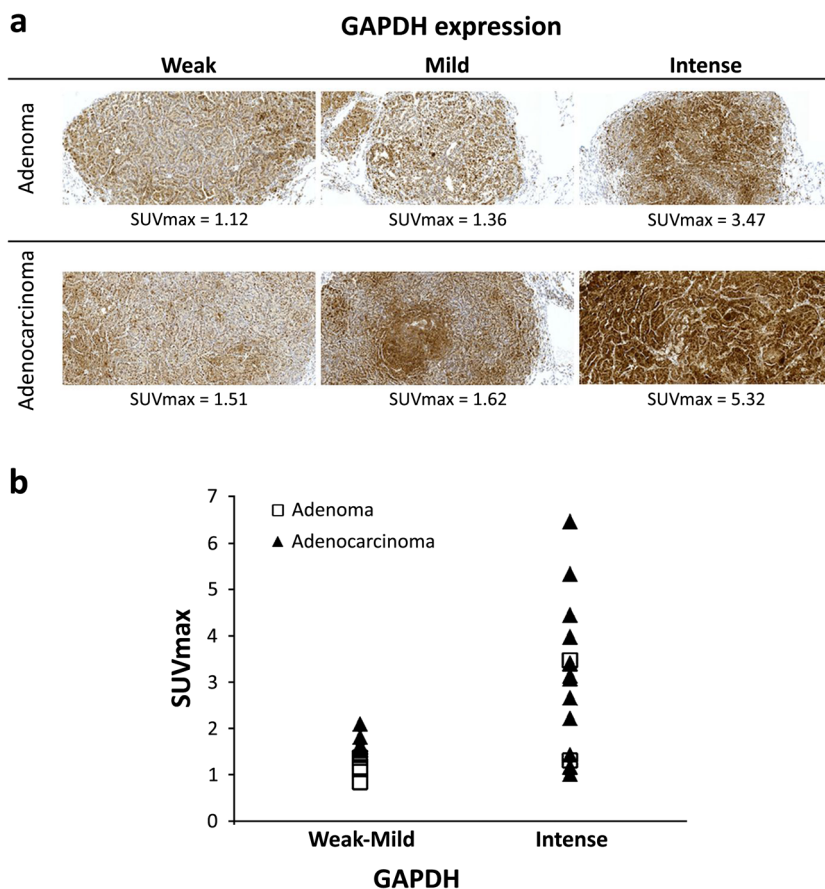 a
GAPDH expression
Weak Mild Intense
Adenoma
SUVmax = 1.12 SUVmax = 1.36 SUVmax = 3.47
Adenocarcinoma
SUVmax = 1.51 SUVmax = 1.62 SUVmax = 5.32
b
SUVmax
7
6
5
4
3
2
1
0
Adenoma
Adenocarcinoma
Weak-Mild Intense
GAPDH